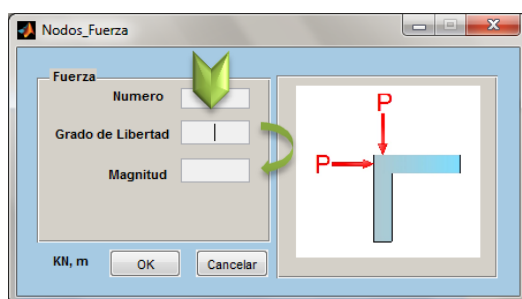 Nodos_Fuerza
Fuerza
Numero
Grado de Libertad
Magnitud
KN, m
OK
Cancelar
P
P